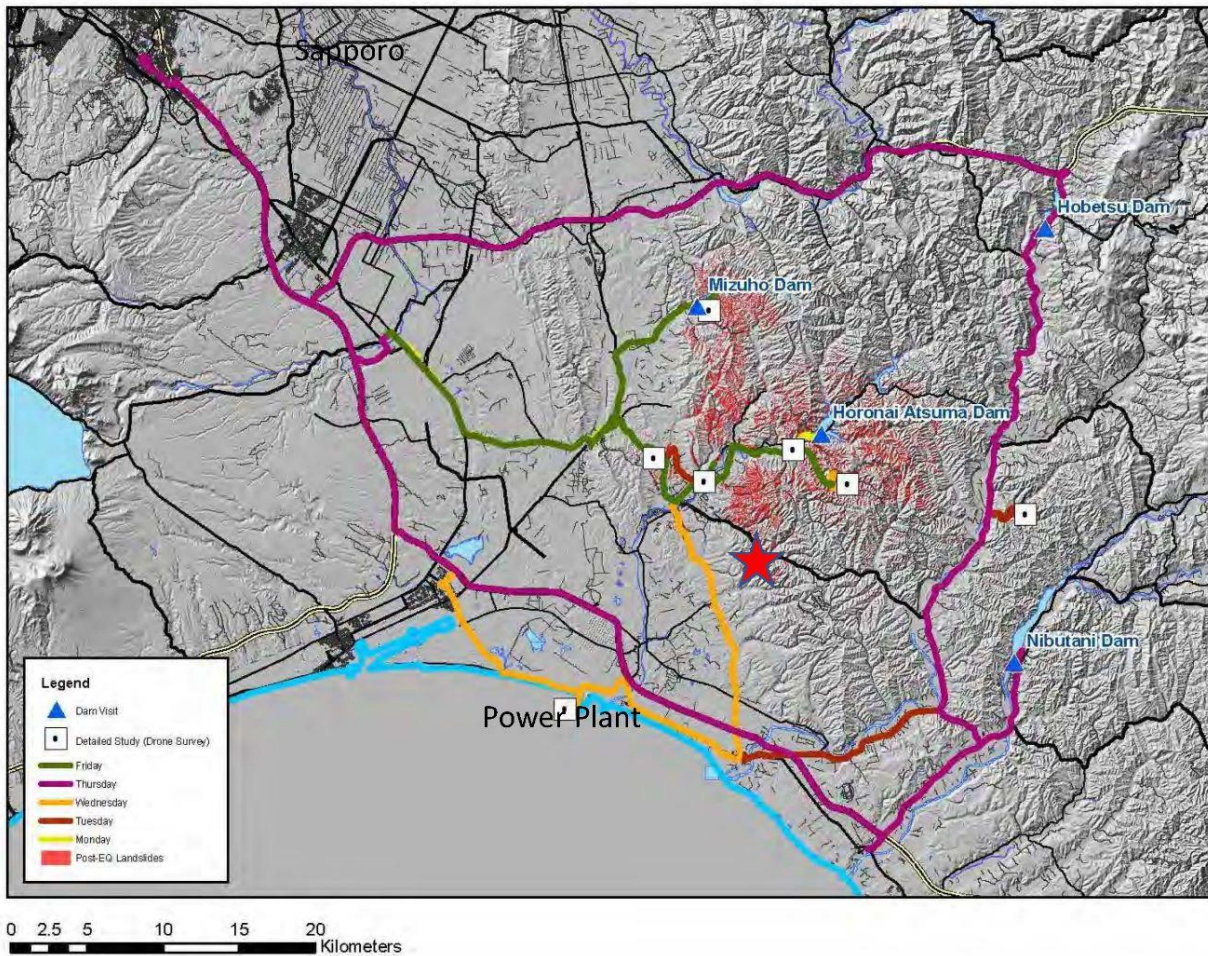 Sapporo
Hobetsu Dam
Mizuho Dam
Horonai Atsuma Dam
Nibutani Dam
Power Plant
Legend
Dam Visit
Detailed Study (Drone Survey)
Friday
Thursday
Wednesday
Tuesday
Monday
Post-EQ Landslides
0 2.5 5 10 15 20
Kilometers